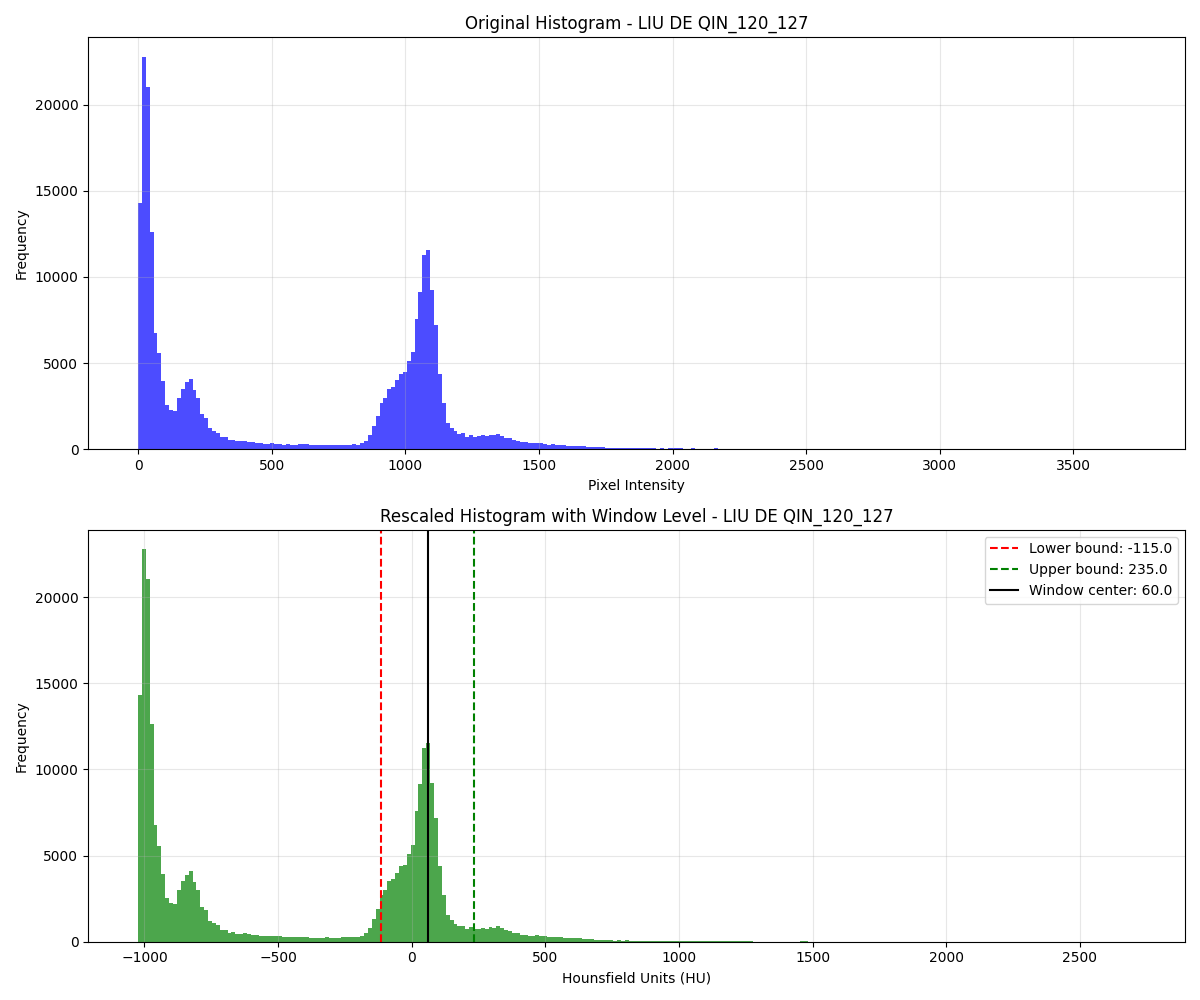 Original Histogram - LIU DE QIN_120_127
Frequency
20000
15000
10000
5000
0
0 500 1000 1500 2000 2500 3000 3500
Pixel Intensity
Rescaled Histogram with Window Level - LIU DE QIN_120_127
Lower bound: -115.0
Upper bound: 235.0
Window center: 60.0
Frequency
20000
15000
10000
5000
0
−1000 −500 0 500 1000 1500 2000 2500
Hounsfield Units (HU)